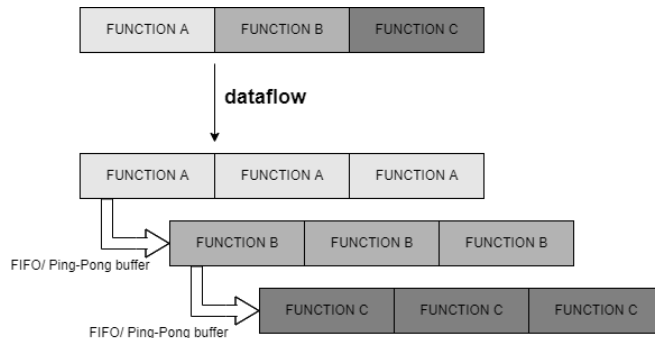 FUNCTION A FUNCTION B FUNCTION C
dataflow
FUNCTION A FUNCTION A FUNCTION A
FUNCTION B FUNCTION B FUNCTION B
FIFO/ Ping-Pong buffer
FUNCTION C FUNCTION C FUNCTION C
FIFO/ Ping-Pong buffer